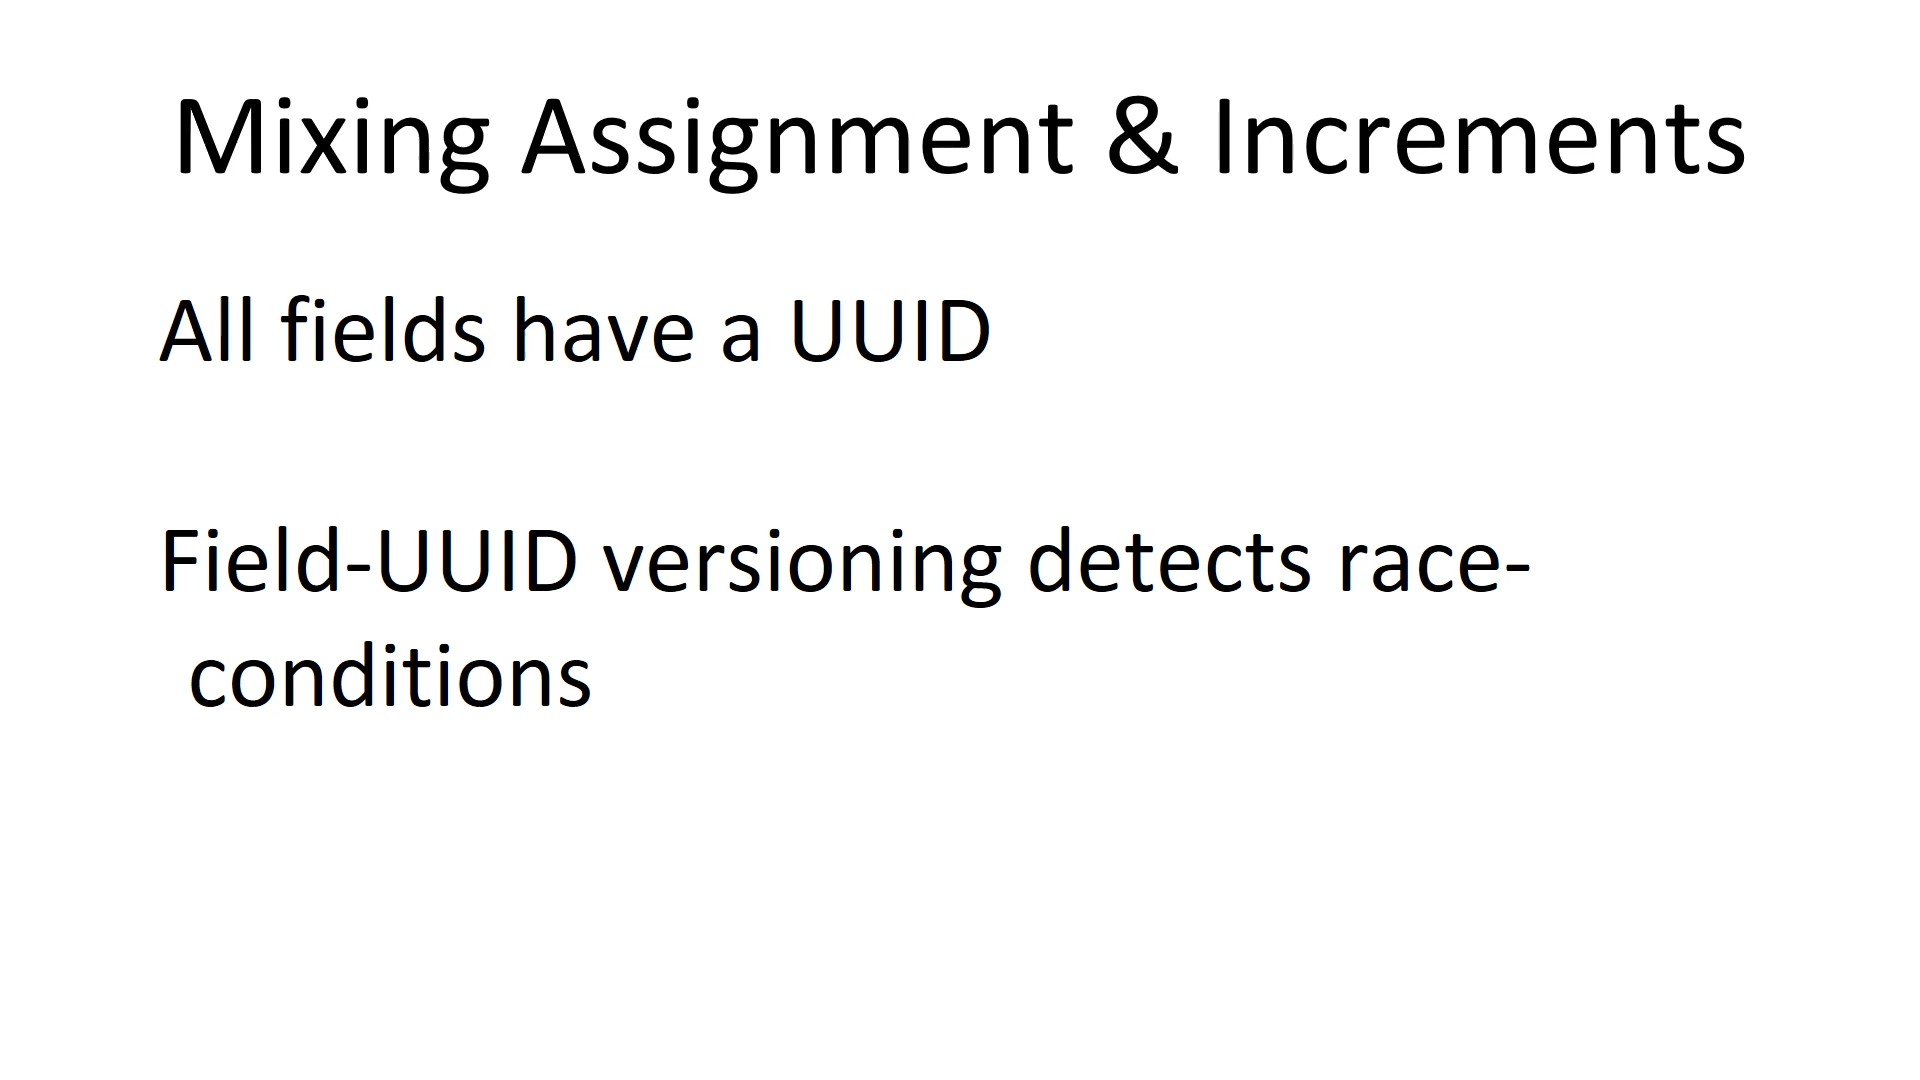 Mixing Assignment & Increments
All fields have a UUID
Field-UUID versioning detects race-
conditions